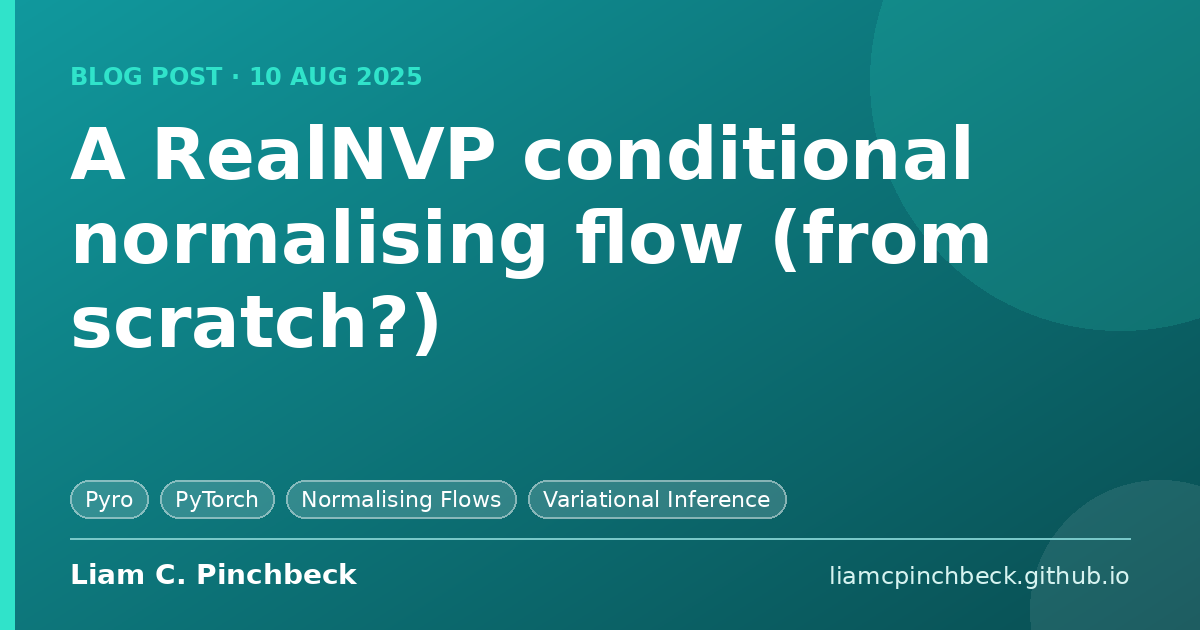 BLOG POST · 10 AUG 2025
A RealNVP conditional
normalising flow (from
scratch?)
Pyro PyTorch Normalising Flows Variational Inference
Liam C. Pinchbeck liamcpinchbeck.github.io